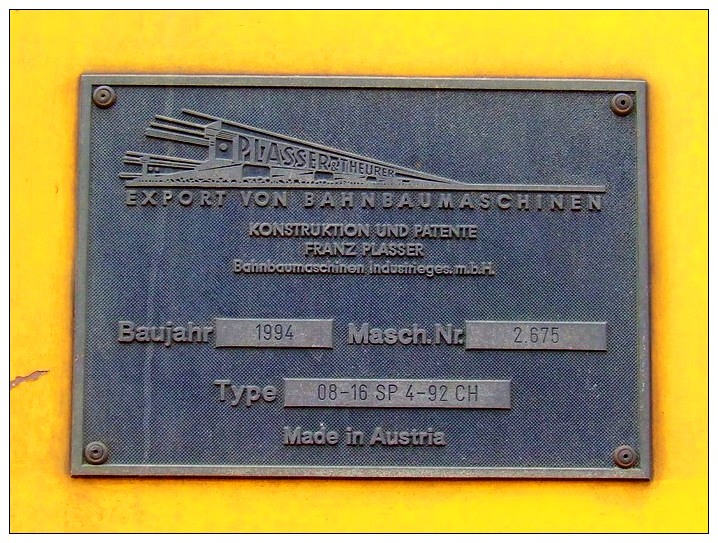 PLASSER & THEURER
EXPORT VON BAHNBAUMASCHINEN
KONSTRUKTION UND PATENTE
FRANZ PLASSER
Bahnbaumaschinen Industrieges.m.b.H.
Baujahr 1994 Masch.Nr. 2.675
Type 08-16 SP 4-92 CH
Made in Austria